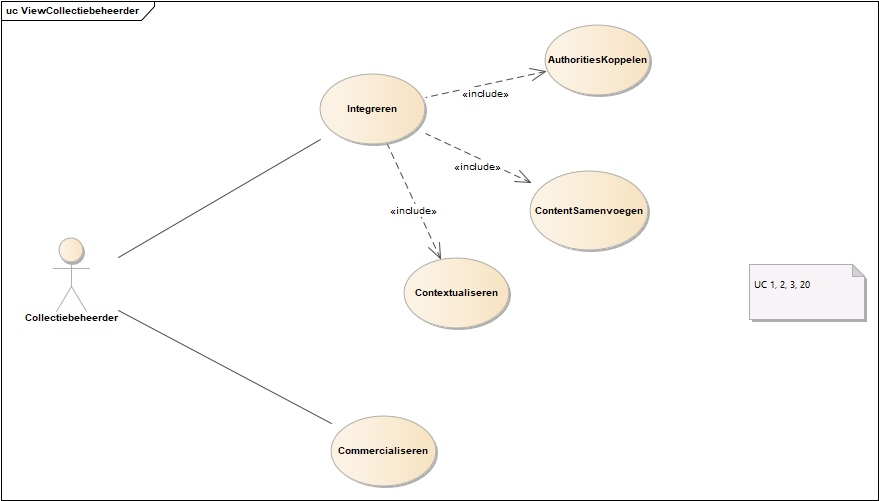 uc ViewCollectiebeheerder
AuthoritiesKoppelen
«include»
Integreren
«include»
ContentSamenvoegen
«include»
Contextualiseren
UC 1, 2, 3, 20
Collectiebeheerder
Commercialiseren